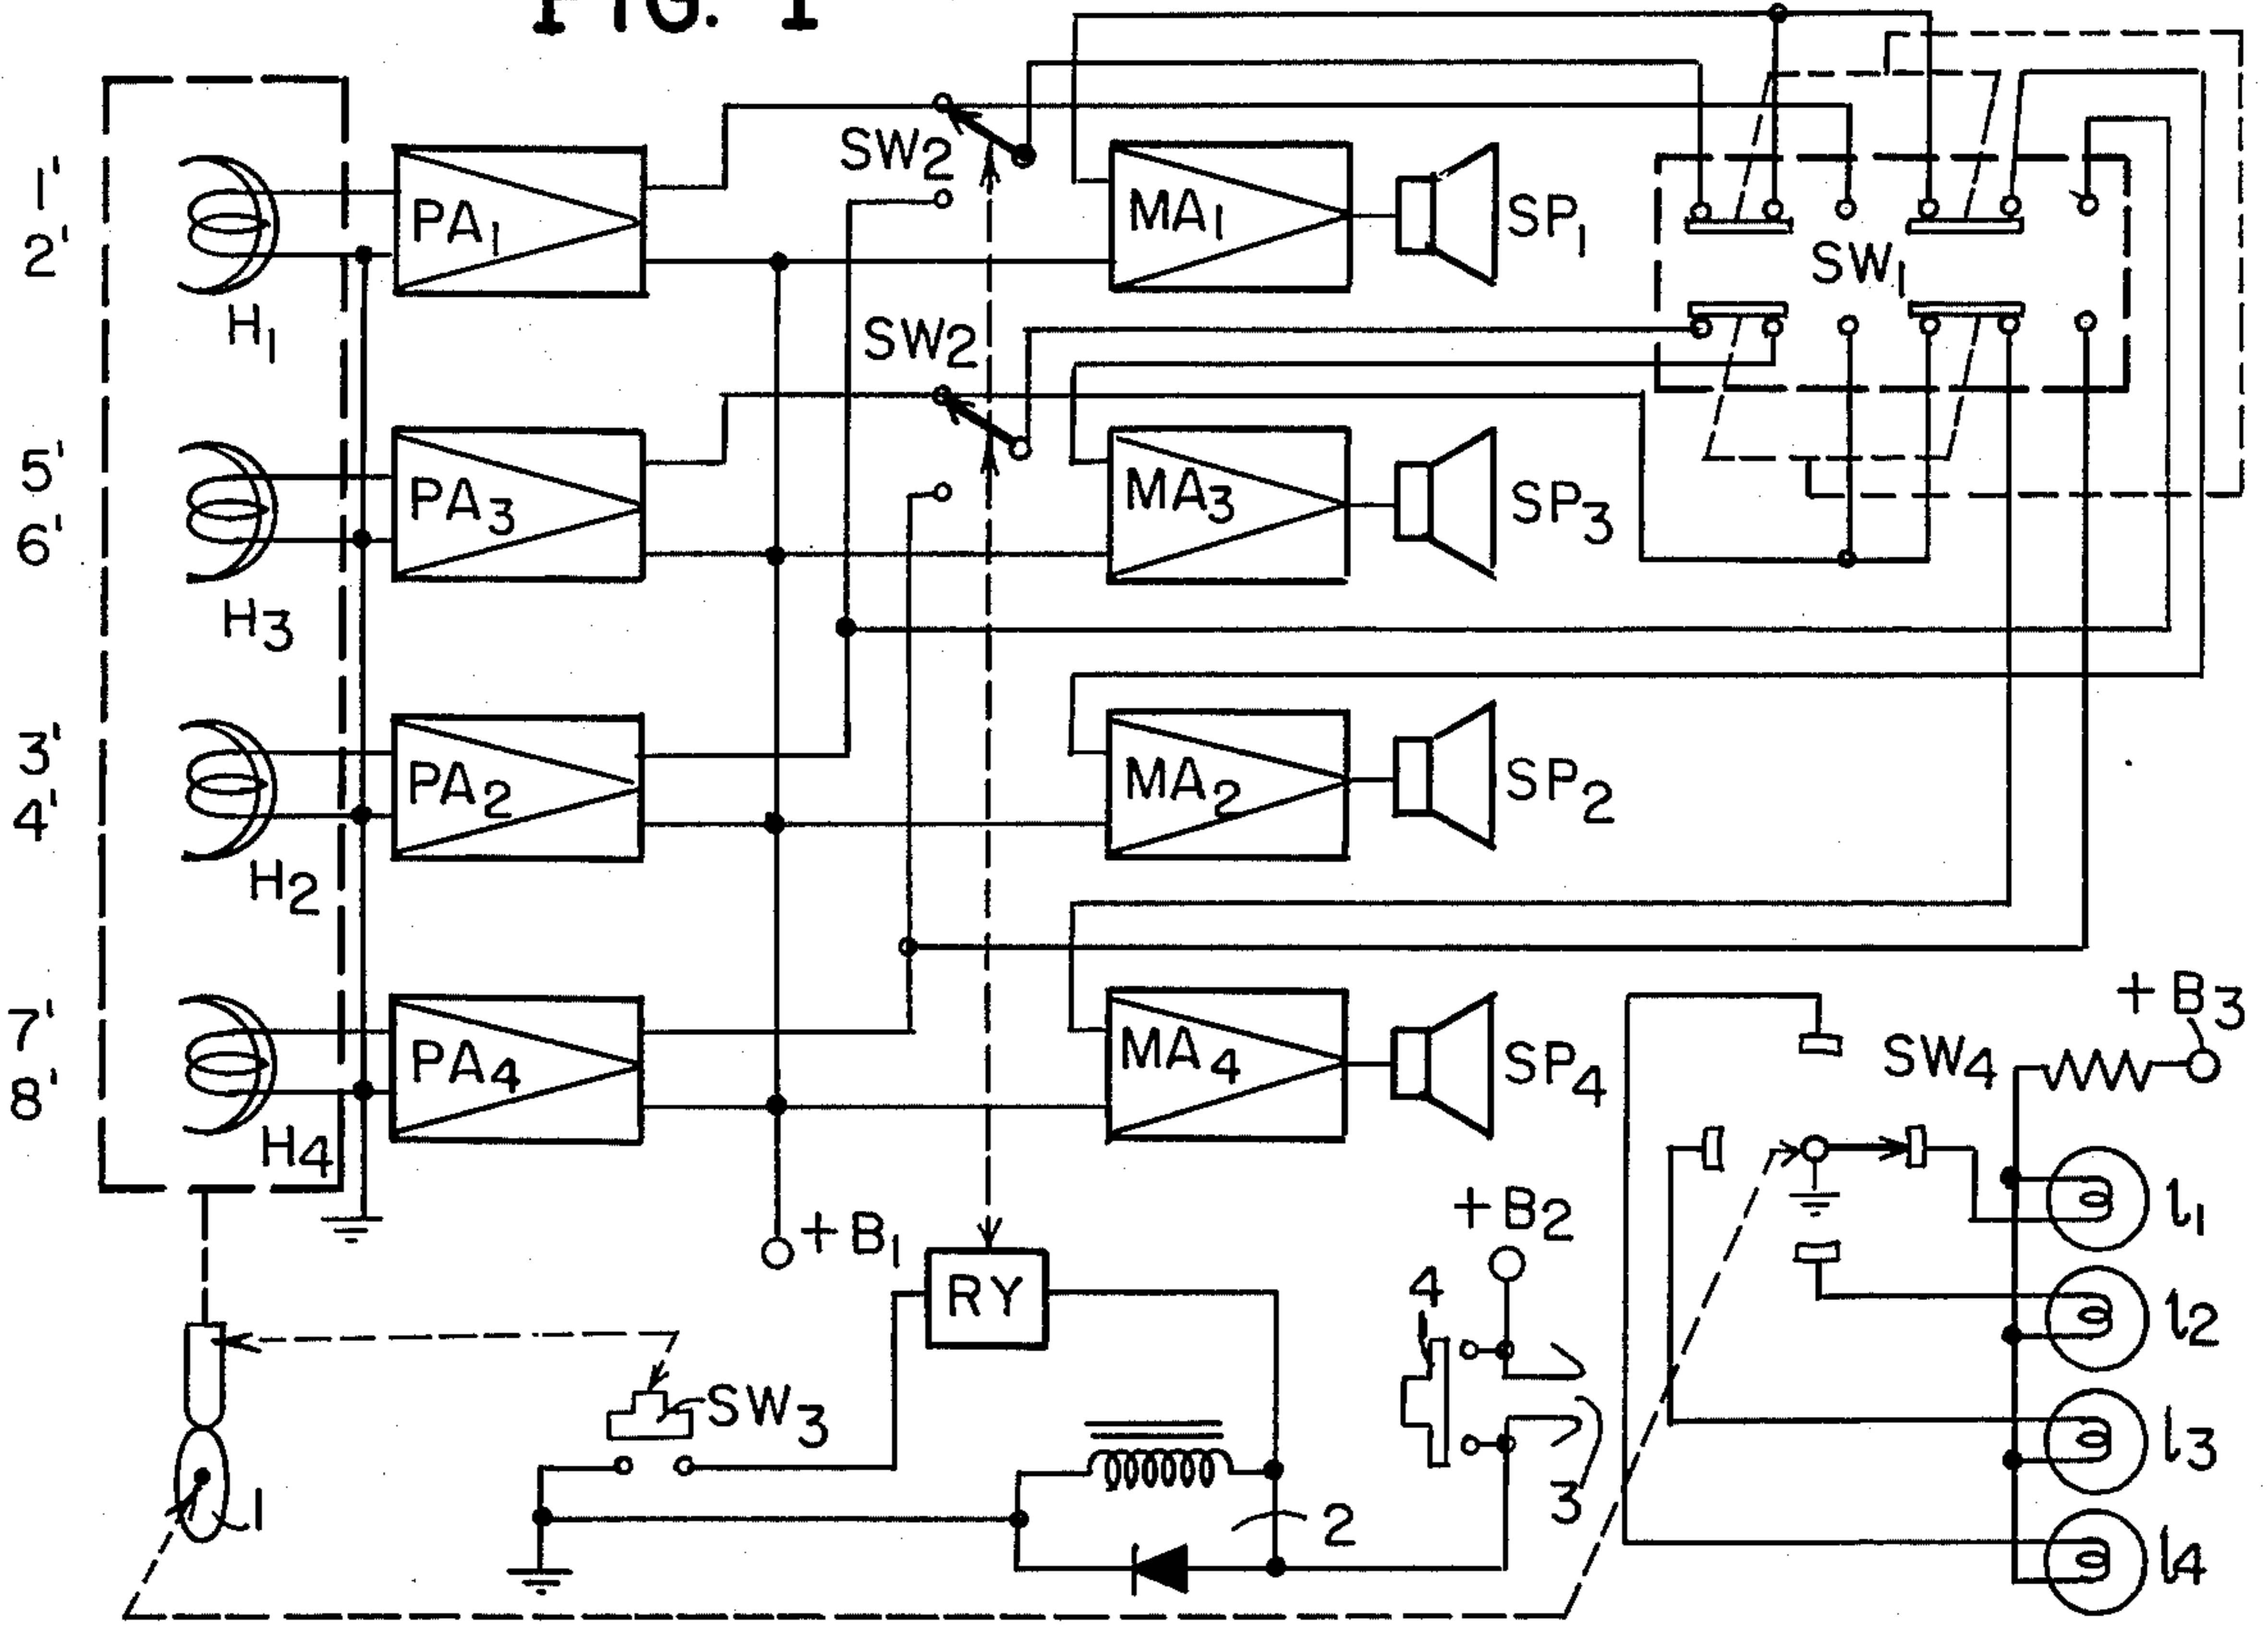 FIG. 1
1' PA1 SW2 MA1 SP1 SW1
2'
H1
SW2
5' PA3 MA3 SP3
6'
H3
3' PA2 MA2 SP2
4'
H2
7' PA4 MA4 SP4 SW4 +B3
8'
H4
+B1 +B2 l1
RY 4 l2
SW3 l3
1 2 3 l4